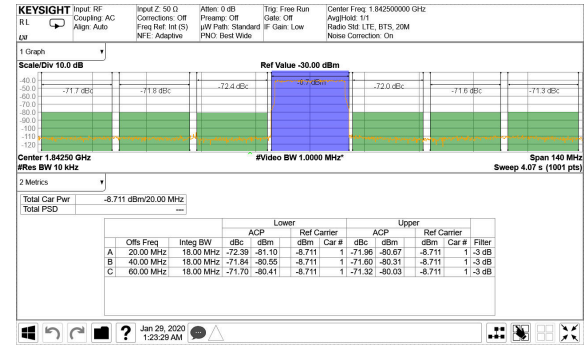 KEYSIGHT Input: RF Input Z: 50 Ω Atten: 0 dB Trig: Free Run Center Freq: 1.842500000 GHz
RL Coupling: AC Corrections: Off Preamp: Off Gate: Off Avg|Hold: 1/1
Align: Auto Freq Ref: Int (S) µW Path: Standard IF Gain: Low Radio Std: LTE, BTS, 20M
NFE: Adaptive PNO: Best Wide Noise Correction: On
1 Graph
Scale/Div 10.0 dB Ref Value -30.00 dBm
-40.0
-50.0
-60.0
-70.0
-80.0
-90.0
-100
-110
-120
-71.7 dBc -71.8 dBc -72.4 dBc -8.7 dBm -72.0 dBc -71.6 dBc -71.3 dBc
Center 1.84250 GHz #Video BW 1.0000 MHz* Span 140 MHz
#Res BW 10 kHz Sweep 4.07 s (1001 pts)
2 Metrics
Total Car Pwr -8.711 dBm/20.00 MHz
Total PSD ---
Lower Upper
ACP Ref Carrier ACP Ref Carrier
Offs Freq Integ BW dBc dBm dBm Car # dBc dBm dBm Car # Filter
A 20.00 MHz 18.00 MHz -72.39 -81.10 -8.711 1 -71.96 -80.67 -8.711 1 -3 dB
B 40.00 MHz 18.00 MHz -71.84 -80.55 -8.711 1 -71.60 -80.31 -8.711 1 -3 dB
C 60.00 MHz 18.00 MHz -71.70 -80.41 -8.711 1 -71.32 -80.03 -8.711 1 -3 dB
? Jan 29, 2020
1:23:29 AM